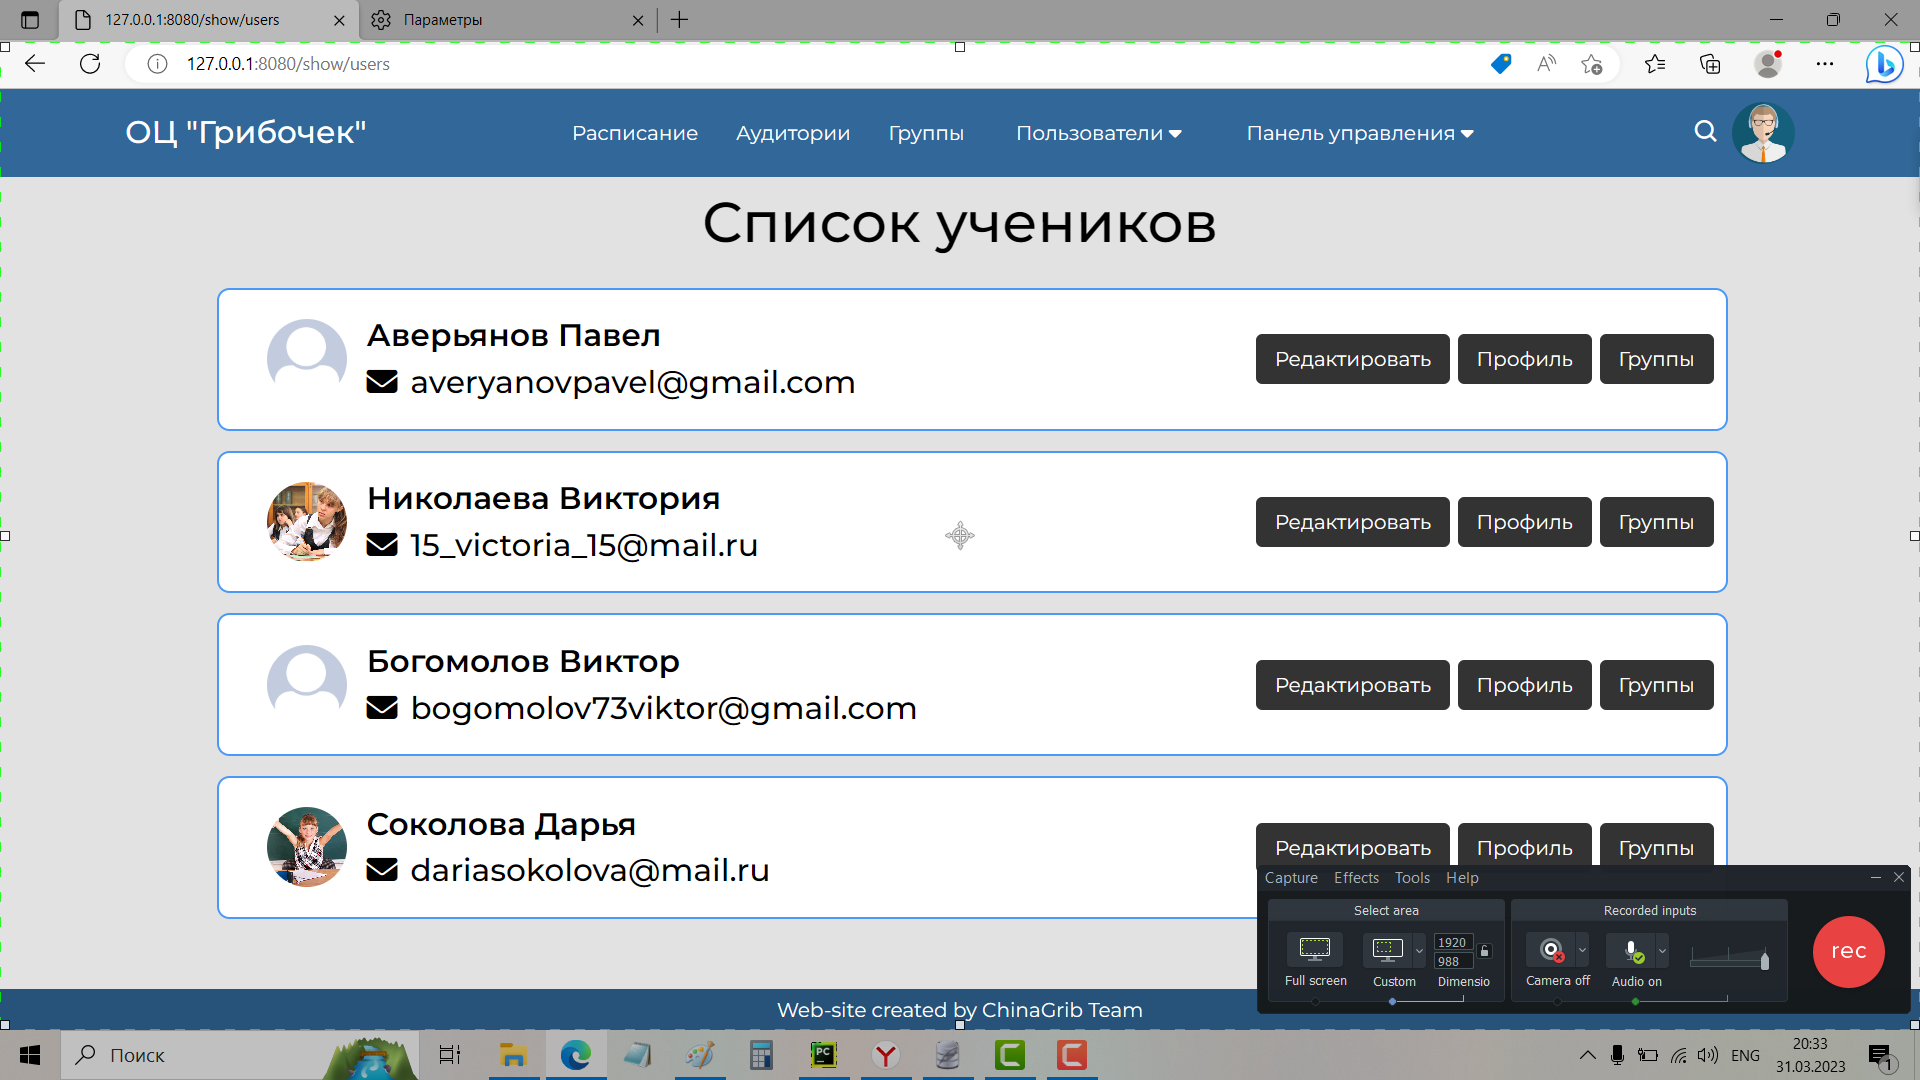 127.0.0.1:8080/show/users
Параметры
127.0.0.1:8080/show/users
ОЦ "Грибочек"
Расписание
Аудитории
Группы
Пользователи
Панель управления
Список учеников
Аверьянов Павел
averyanovpavel@gmail.com
Редактировать
Профиль
Группы
Николаева Виктория
15_victoria_15@mail.ru
Редактировать
Профиль
Группы
Богомолов Виктор
bogomolov73viktor@gmail.com
Редактировать
Профиль
Группы
Соколова Дарья
dariasokolova@mail.ru
Редактировать
Профиль
Группы
Capture Effects Tools Help
Select area
Recorded inputs
1920
988
Full screen
Custom
Dimensio
Camera off
Audio on
rec
Web-site created by ChinaGrib Team
Поиск
PC
ENG
20:33
31.03.2023
1